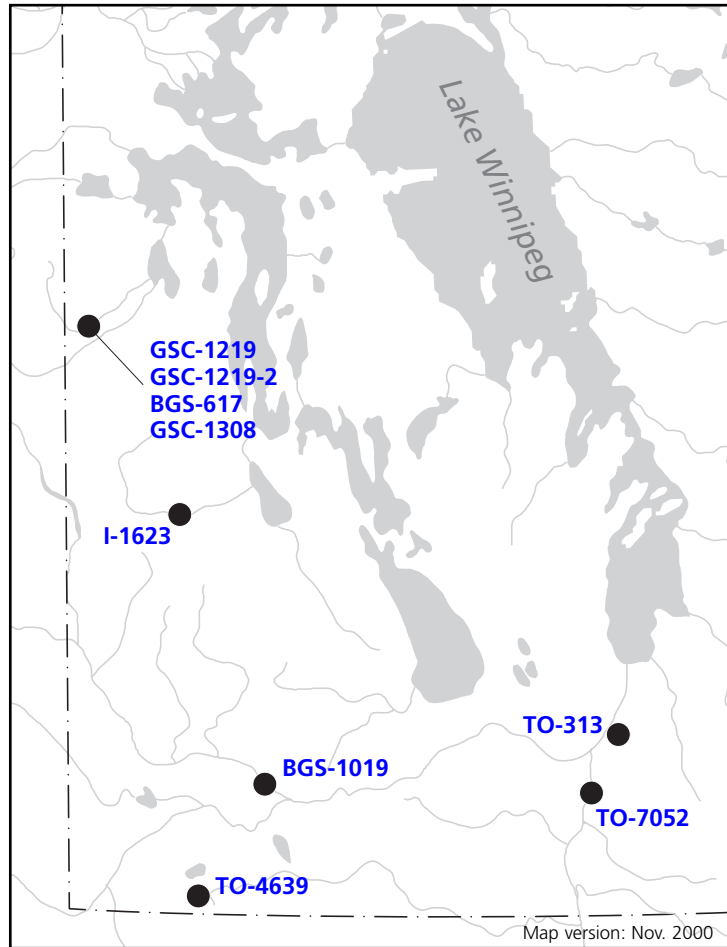 Lake Winnipeg
GSC-1219
GSC-1219-2
BGS-617
GSC-1308
I-1623
TO-313
BGS-1019
TO-7052
TO-4639
Map version: Nov. 2000